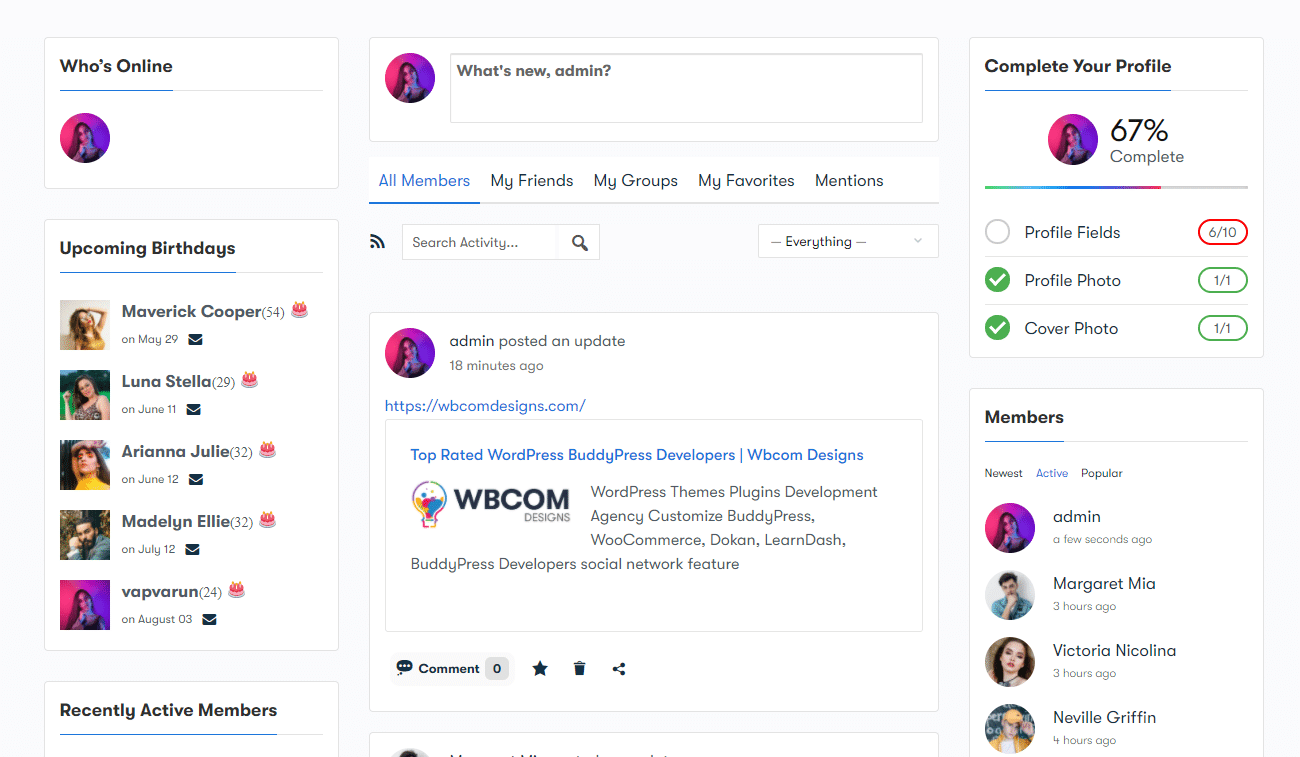 Who's Online
Upcoming Birthdays
Maverick Cooper(54)
on May 29
Luna Stella(29)
on June 11
Arianna Julie(32)
on June 12
Madelyn Ellie(32)
on July 12
vapvarun(24)
on August 03
Recently Active Members
What's new, admin?
All Members My Friends My Groups My Favorites Mentions
Search Activity...
— Everything —
admin posted an update
18 minutes ago
https://wbcomdesigns.com/
Top Rated WordPress BuddyPress Developers | Wbcom Designs
WBCOM
DESIGNS
WordPress Themes Plugins Development
Agency Customize BuddyPress,
WooCommerce, Dokan, LearnDash,
BuddyPress Developers social network feature
Comment 0
Complete Your Profile
67%
Complete
Profile Fields 6/10
Profile Photo 1/1
Cover Photo 1/1
Members
Newest Active Popular
admin
a few seconds ago
Margaret Mia
3 hours ago
Victoria Nicolina
3 hours ago
Neville Griffin
4 hours ago